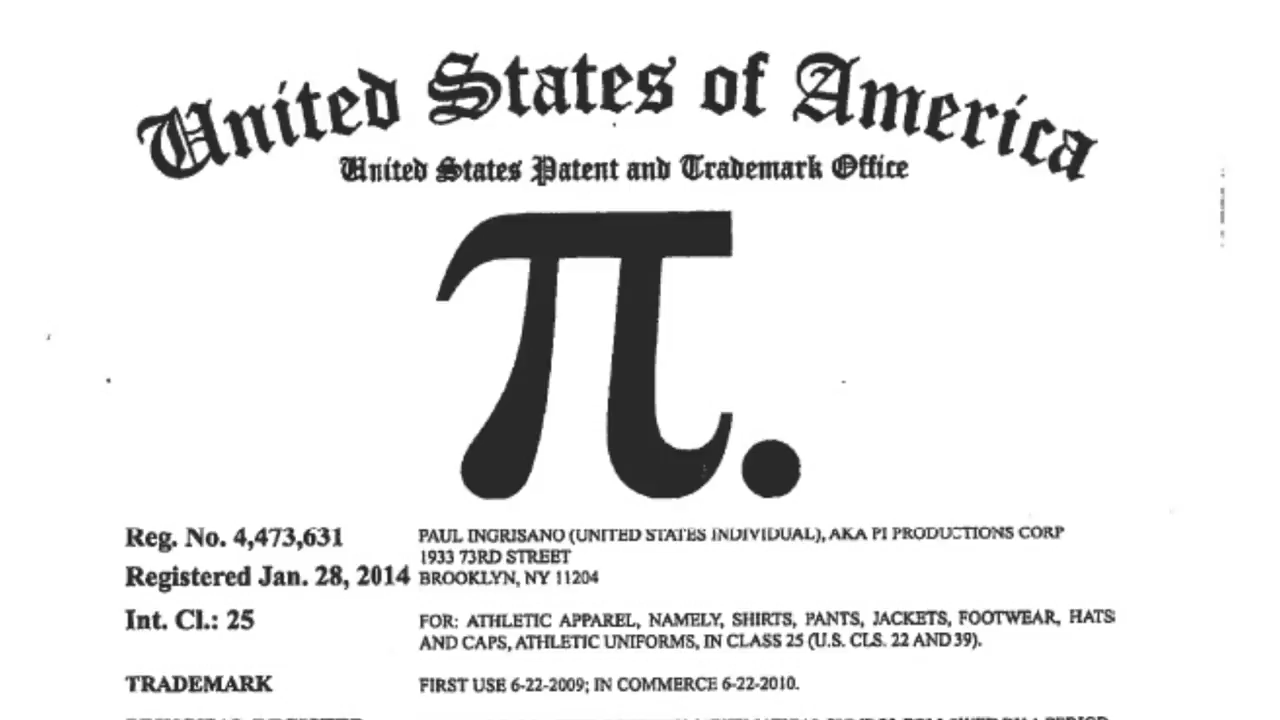 United States of America
United States Patent and Trademark Office
π.
Reg. No. 4,473,631
Registered Jan. 28, 2014
Int. Cl.: 25
TRADEMARK
PAUL INGRISANO (UNITED STATES INDIVIDUAL), AKA PI PRODUCTIONS CORP
1933 73RD STREET
BROOKLYN, NY 11204
FOR: ATHLETIC APPAREL, NAMELY, SHIRTS, PANTS, JACKETS, FOOTWEAR, HATS
AND CAPS, ATHLETIC UNIFORMS, IN CLASS 25 (U.S. CLS. 22 AND 39).
FIRST USE 6-22-2009; IN COMMERCE 6-22-2010.